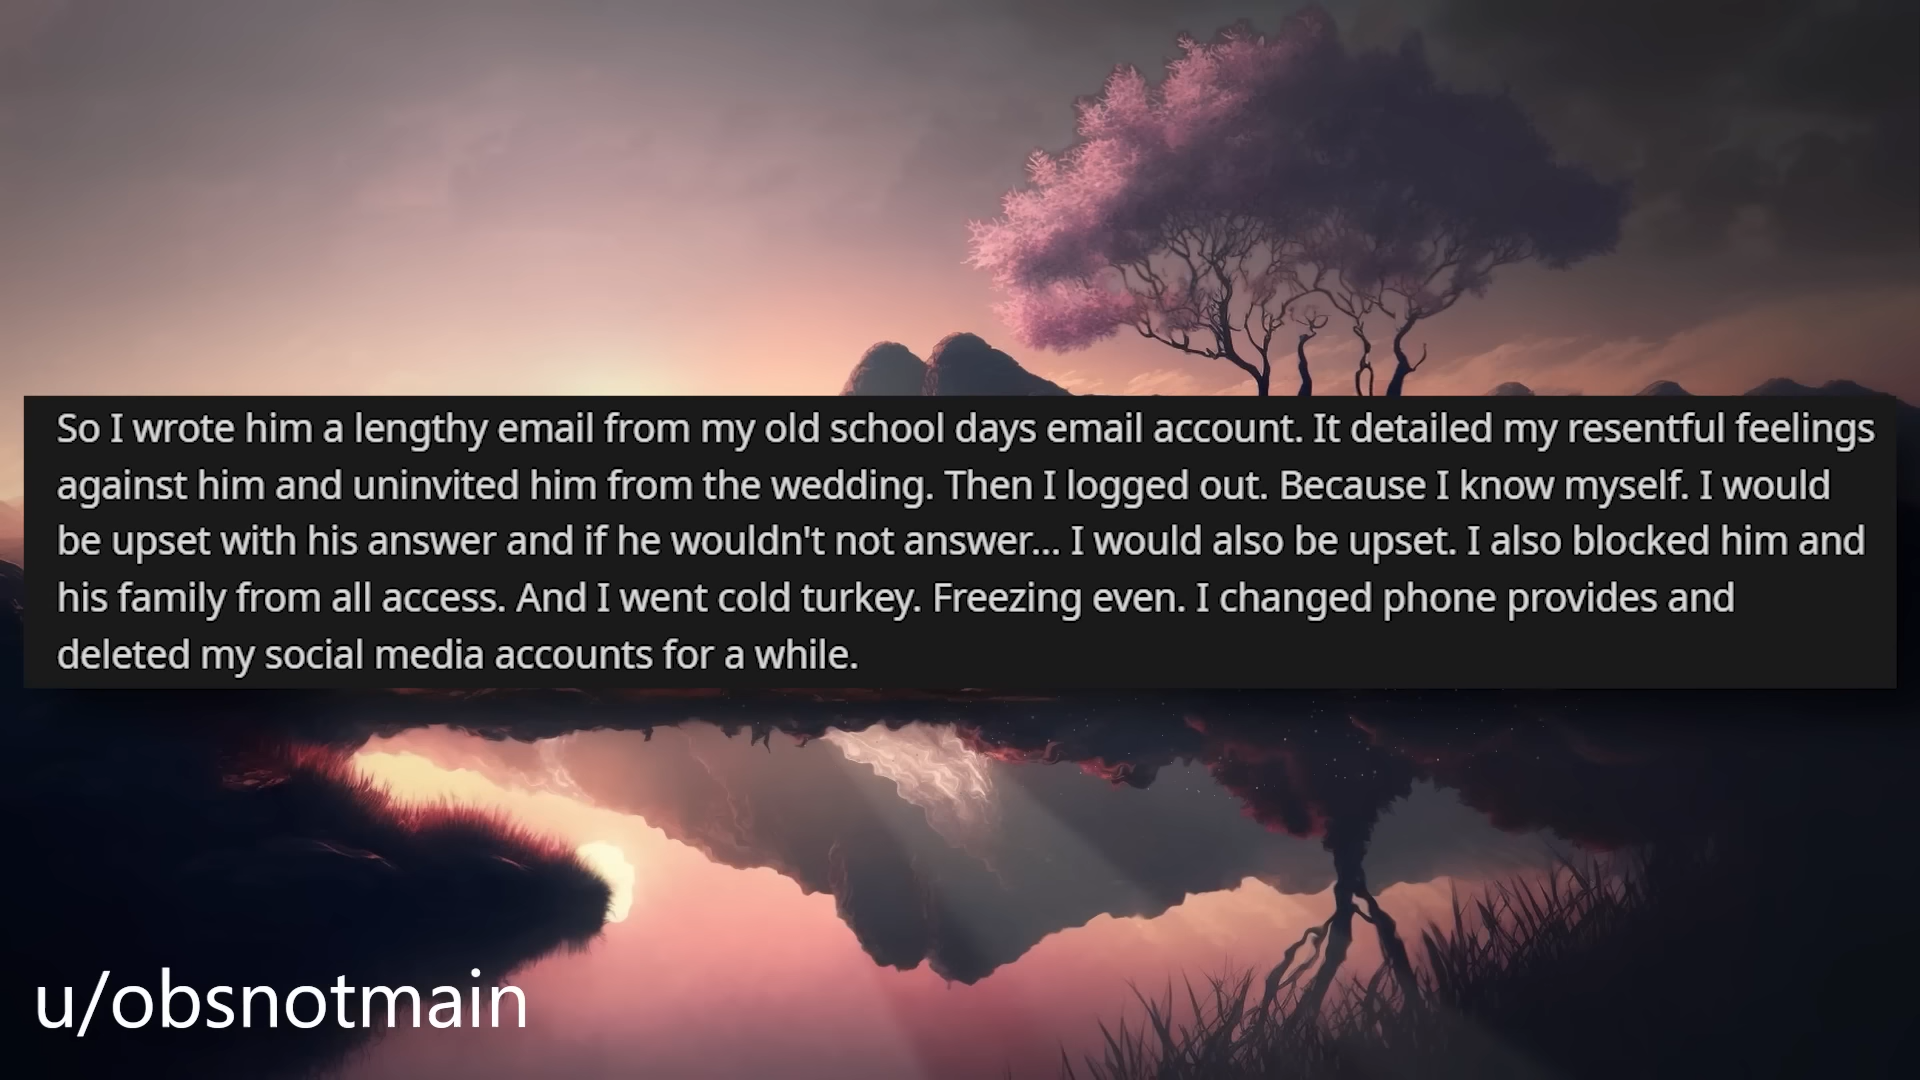 So I wrote him a lengthy email from my old school days email account. It detailed my resentful feelings
against him and uninvited him from the wedding. Then I logged out. Because I know myself. I would
be upset with his answer and if he wouldn't not answer... I would also be upset. I also blocked him and
his family from all access. And I went cold turkey. Freezing even. I changed phone provides and
deleted my social media accounts for a while.
u/obsnotmain